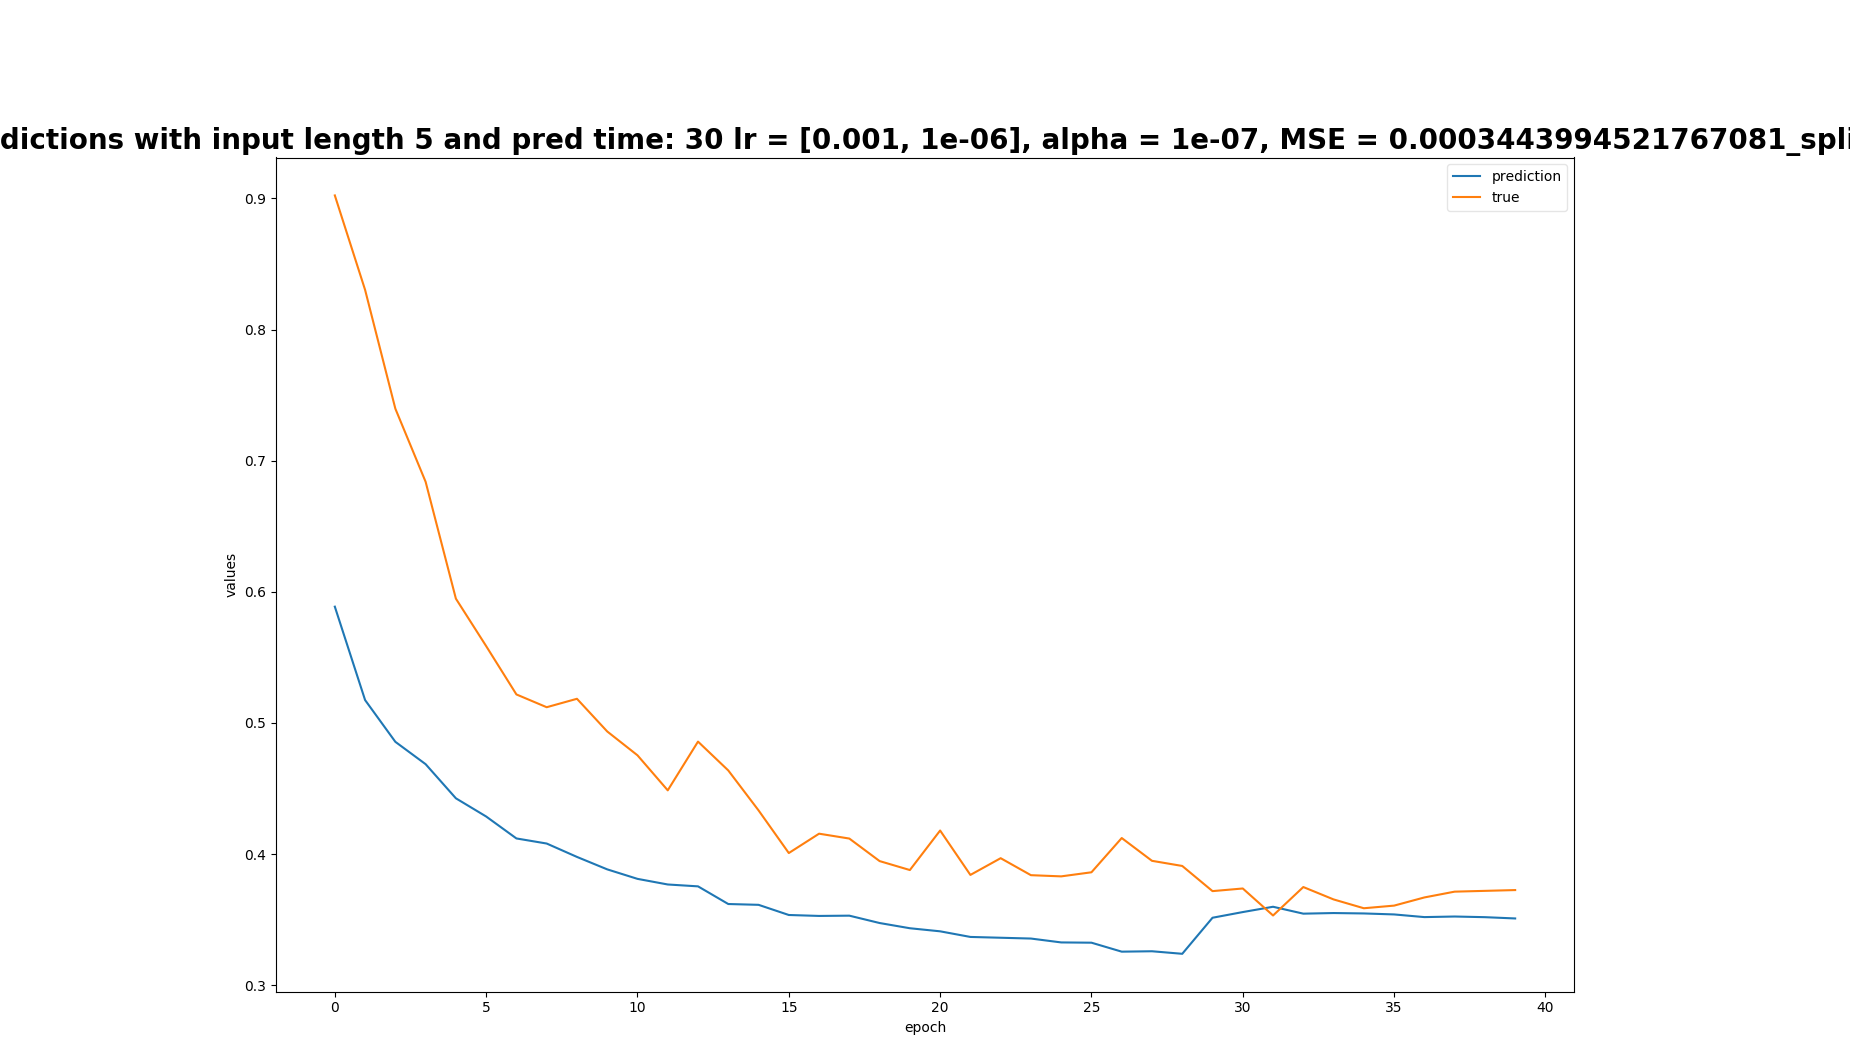 dictions with input length 5 and pred time: 30 lr = [0.001, 1e-06], alpha = 1e-07, MSE = 0.0003443994521767081_spli
prediction
true
0.9
0.8
0.7
0.6
0.5
0.4
0.3
values
0 5 10 15 20 25 30 35 40
epoch